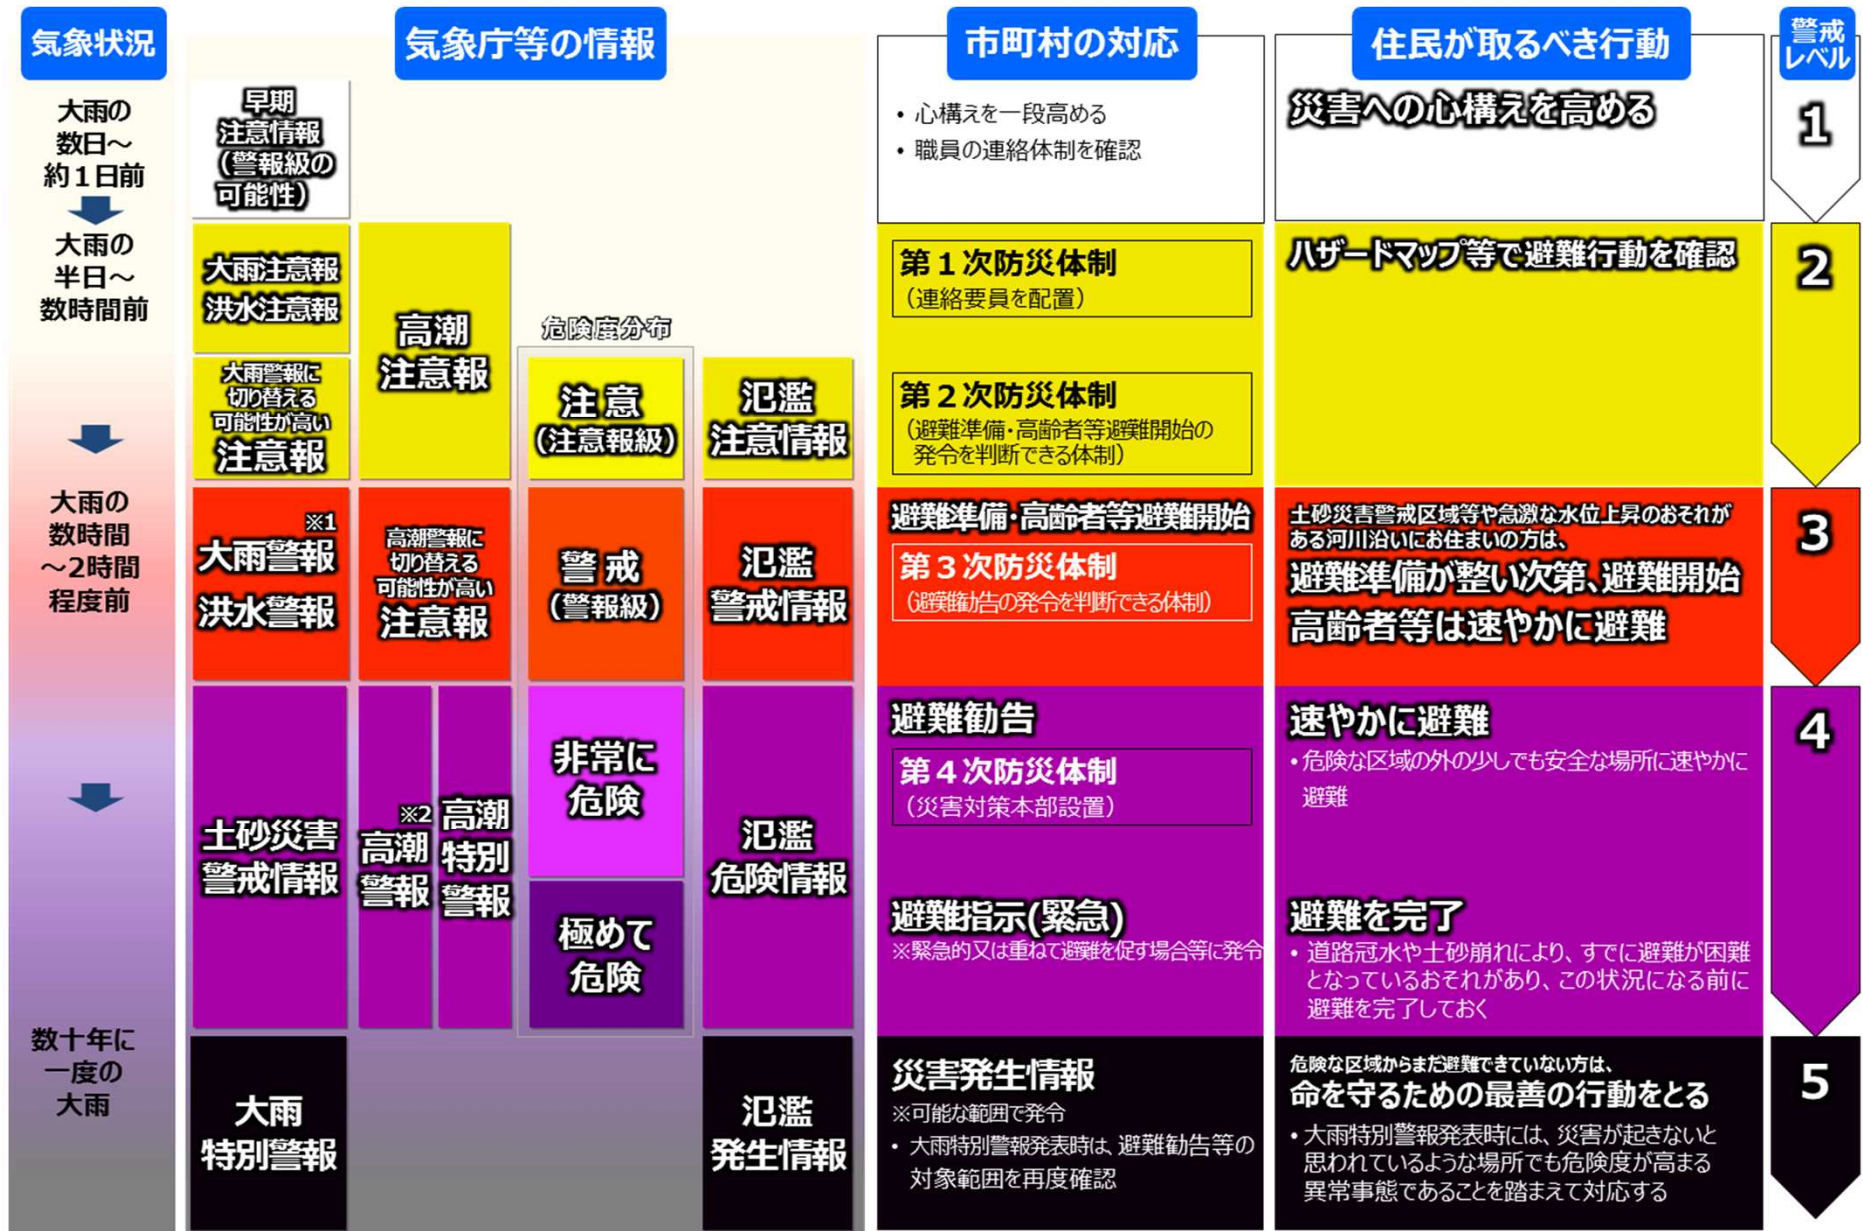 気象状況
気象庁等の情報
市町村の対応
住民が取るべき行動
警戒
レベル
大雨の
数日～
約１日前
早期
注意情報
（警報級の
可能性）
・心構えを一段高める
・職員の連絡体制を確認
災害への心構えを高める
1
大雨の
半日～
数時間前
大雨注意報
洪水注意報
高潮
注意報
第１次防災体制
（連絡要員を配置）
ハザードマップ等で避難行動を確認
2
危険度分布
大雨警報に
切り替える
可能性が高い
注意報
注意
（注意報級）
氾濫
注意情報
第２次防災体制
（避難準備・高齢者等避難開始の
発令を判断できる体制）
大雨の
数時間
～2時間
程度前
※1
大雨警報
洪水警報
高潮警報に
切り替える
可能性が高い
注意報
警戒
（警報級）
氾濫
警戒情報
避難準備・高齢者等避難開始
第３次防災体制
（避難勧告の発令を判断できる体制）
土砂災害警戒区域等や急激な水位上昇のおそれが
ある河川沿いにお住まいの方は、
避難準備が整い次第、避難開始
高齢者等は速やかに避難
3
土砂災害
警戒情報
※2
高潮
警報
高潮
特別
警報
非常に
危険
極めて
危険
氾濫
危険情報
避難勧告
第４次防災体制
（災害対策本部設置）
避難指示(緊急)
※緊急的又は重ねて避難を促す場合等に発令
速やかに避難
・危険な区域の外の少しでも安全な場所に速やかに
避難
避難を完了
・道路冠水や土砂崩れにより、すでに避難が困難
となっているおそれがあり、この状況になる前に
避難を完了しておく
4
数十年に
一度の
大雨
大雨
特別警報
氾濫
発生情報
災害発生情報
※可能な範囲で発令
・大雨特別警報発表時は、避難勧告等の
対象範囲を再度確認
危険な区域からまだ避難できていない方は、
命を守るための最善の行動をとる
・大雨特別警報発表時には、災害が起きないと
思われているような場所でも危険度が高まる
異常事態であることを踏まえて対応する
5